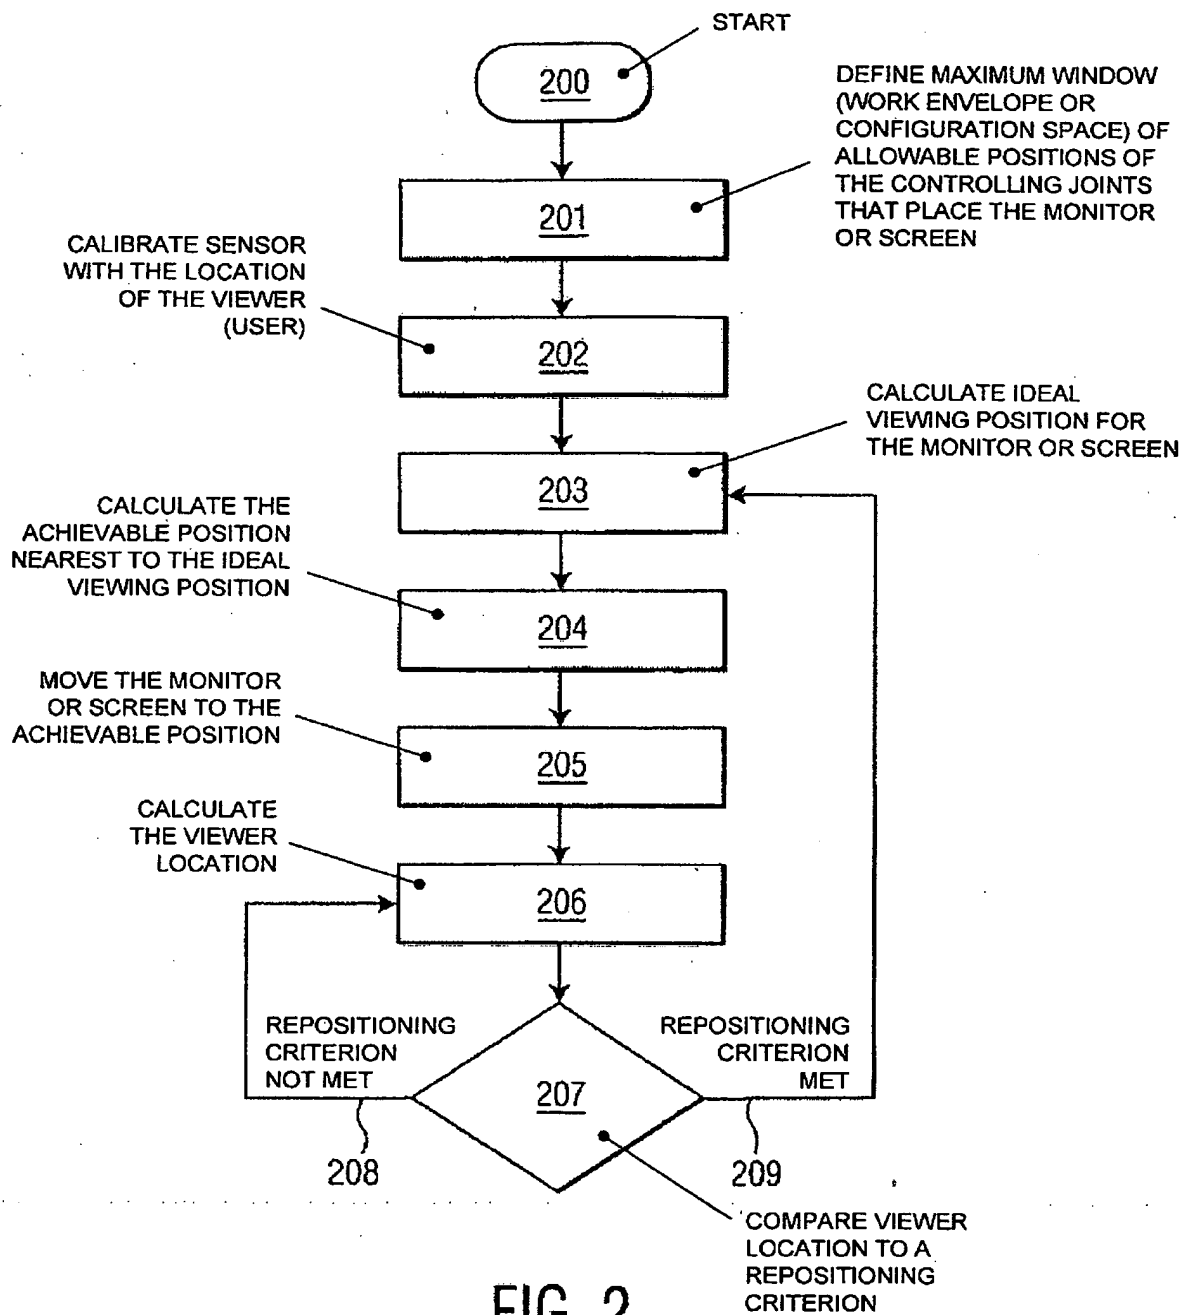 START
200
DEFINE MAXIMUM WINDOW
(WORK ENVELOPE OR
CONFIGURATION SPACE) OF
ALLOWABLE POSITIONS OF
THE CONTROLLING JOINTS
THAT PLACE THE MONITOR
OR SCREEN
201
CALIBRATE SENSOR
WITH THE LOCATION
OF THE VIEWER
(USER)
202
CALCULATE IDEAL
VIEWING POSITION FOR
THE MONITOR OR SCREEN
203
CALCULATE THE
ACHIEVABLE POSITION
NEAREST TO THE IDEAL
VIEWING POSITION
204
MOVE THE MONITOR
OR SCREEN TO THE
ACHIEVABLE POSITION
205
CALCULATE
THE VIEWER
LOCATION
206
REPOSITIONING
CRITERION
NOT MET
REPOSITIONING
CRITERION
MET
207
208
209
COMPARE VIEWER
LOCATION TO A
REPOSITIONING
CRITERION
FIG. 2